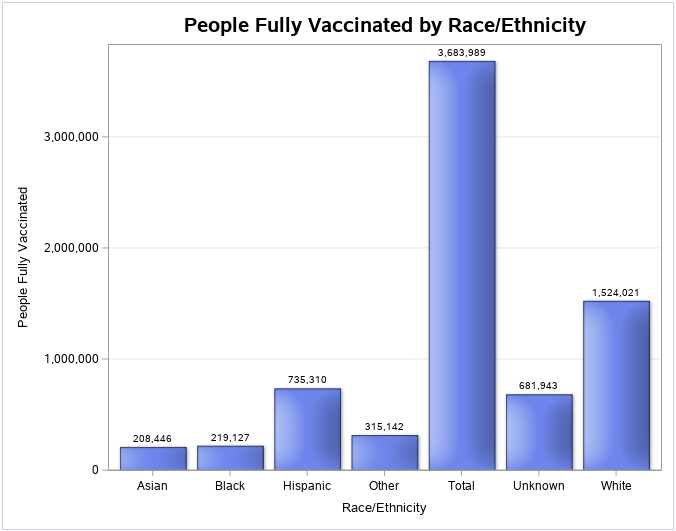 People Fully Vaccinated by Race/Ethnicity
People Fully Vaccinated
3,000,000
2,000,000
1,000,000
0
208,446
219,127
735,310
315,142
3,683,989
681,943
1,524,021
Asian
Black
Hispanic
Other
Total
Unknown
White
Race/Ethnicity